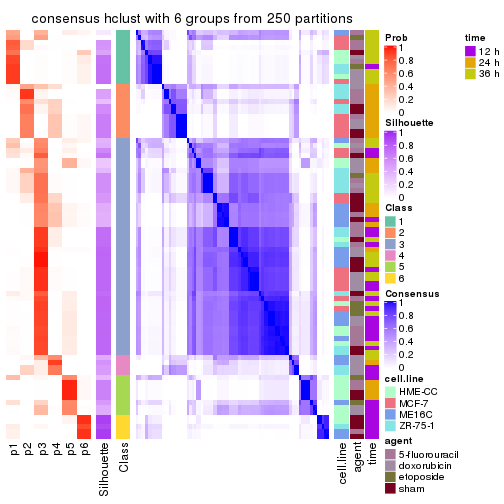 consensus hclust with 6 groups from 250 partitions
time
12 h
24 h
36 h
Prob
1
0.8
0.6
0.4
0.2
0
Silhouette
1
0.8
0.6
0.4
0.2
0
Class
1
2
3
4
5
6
Consensus
1
0.8
0.6
0.4
0.2
0
cell.line
HME-CC
MCF-7
ME16C
ZR-75-1
agent
5-fluorouracil
doxorubicin
etoposide
sham
p1
p2
p3
p4
p5
p6
Silhouette
Class
cell.line
agent
time